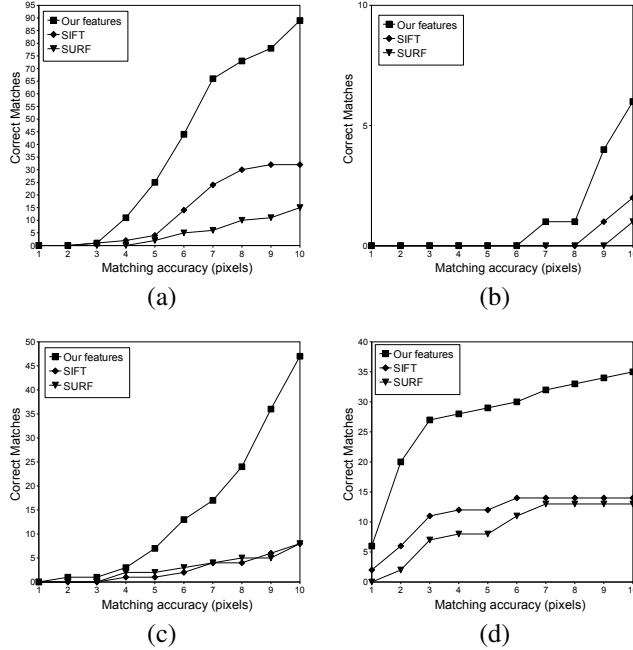 95
90
85
80
75
70
65
60
55
50
45
40
35
30
25
20
15
10
5
0
Correct Matches
Our features
SIFT
SURF
1 2 3 4 5 6 7 8 9 10
Matching accuracy (pixels)
(a)
10
5
0
Correct Matches
Our features
SIFT
SURF
1 2 3 4 5 6 7 8 9 10
Matching accuracy (pixels)
(b)
50
45
40
35
30
25
20
15
10
5
0
Correct Matches
Our features
SIFT
SURF
1 2 3 4 5 6 7 8 9 10
Matching accuracy (pixels)
(c)
40
35
30
25
20
15
10
5
0
Correct Matches
Our features
SIFT
SURF
1 2 3 4 5 6 7 8 9 10
Matching accuracy (pixels)
(d)